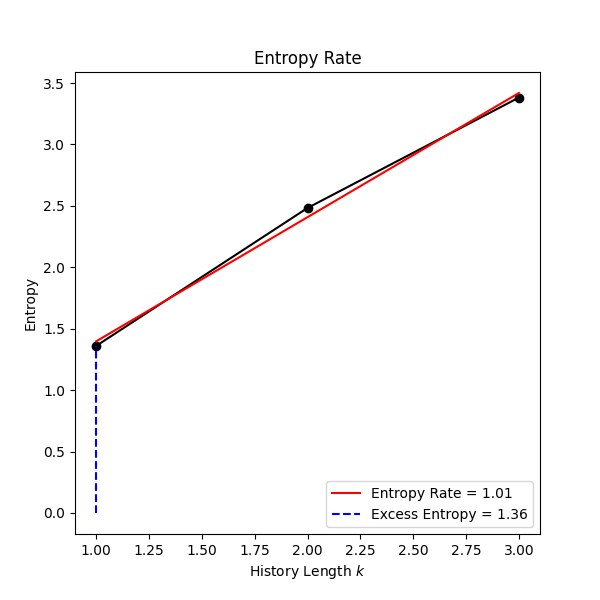 Entropy Rate
3.5
3.0
2.5
2.0
1.5
1.0
0.5
0.0
Entropy
Entropy Rate = 1.01
Excess Entropy = 1.36
1.00 1.25 1.50 1.75 2.00 2.25 2.50 2.75 3.00
History Length k